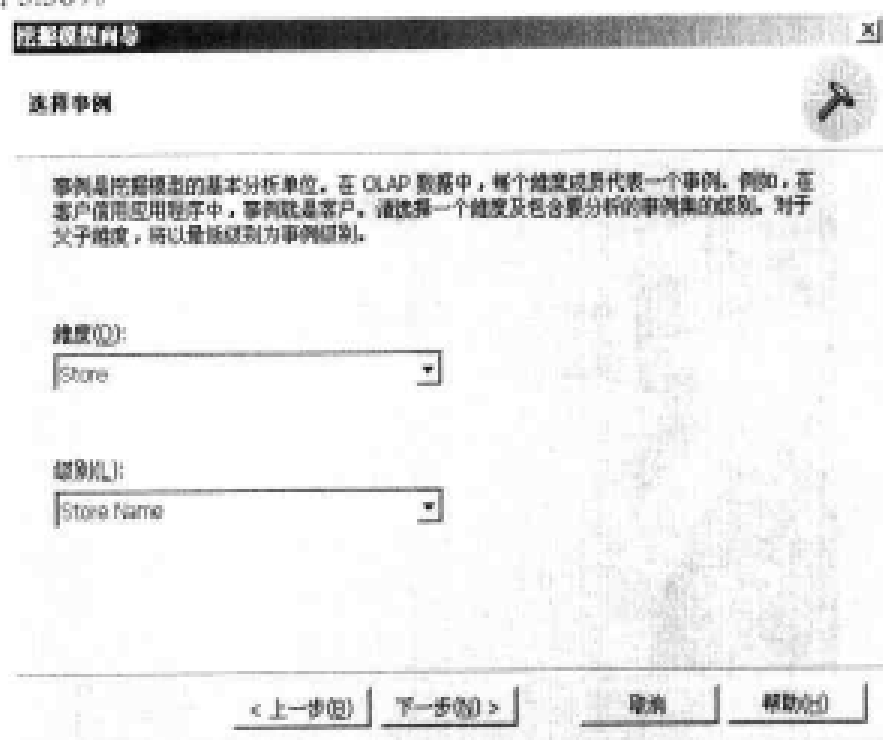 挖掘模型向导
选择事例
事例是挖掘模型的基本分析单位。在 OLAP 数据中，每个维度成员代表一个事例。例如，在
客户信用应用程序中，事例就是客户。请选择一个维度及包含要分析的事例集的级别。对于
父子维度，将以最低级别为事例级别。
维度(D):
Store
级别(L):
Store Name
< 上一步(B)
下一步(N) >
取消
帮助(H)